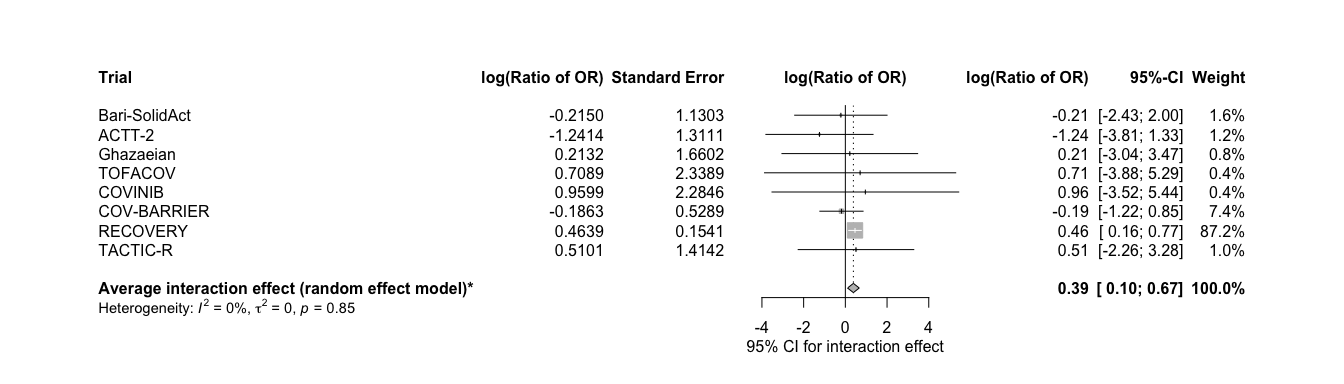 Trial log(Ratio of OR) Standard Error log(Ratio of OR) log(Ratio of OR) 95%-CI Weight
Bari-SolidAct -0.2150 1.1303 -0.21 [-2.43; 2.00] 1.6%
ACTT-2 -1.2414 1.3111 -1.24 [-3.81; 1.33] 1.2%
Ghazaeian 0.2132 1.6602 0.21 [-3.04; 3.47] 0.8%
TOFACOV 0.7089 2.3389 0.71 [-3.88; 5.29] 0.4%
COVINIB 0.9599 2.2846 0.96 [-3.52; 5.44] 0.4%
COV-BARRIER -0.1863 0.5289 -0.19 [-1.22; 0.85] 7.4%
RECOVERY 0.4639 0.1541 0.46 [ 0.16; 0.77] 87.2%
TACTIC-R 0.5101 1.4142 0.51 [-2.26; 3.28] 1.0%
Average interaction effect (random effect model)* 0.39 [ 0.10; 0.67] 100.0%
Heterogeneity: I² = 0%, τ² = 0, p = 0.85
-4 -2 0 2 4
95% CI for interaction effect